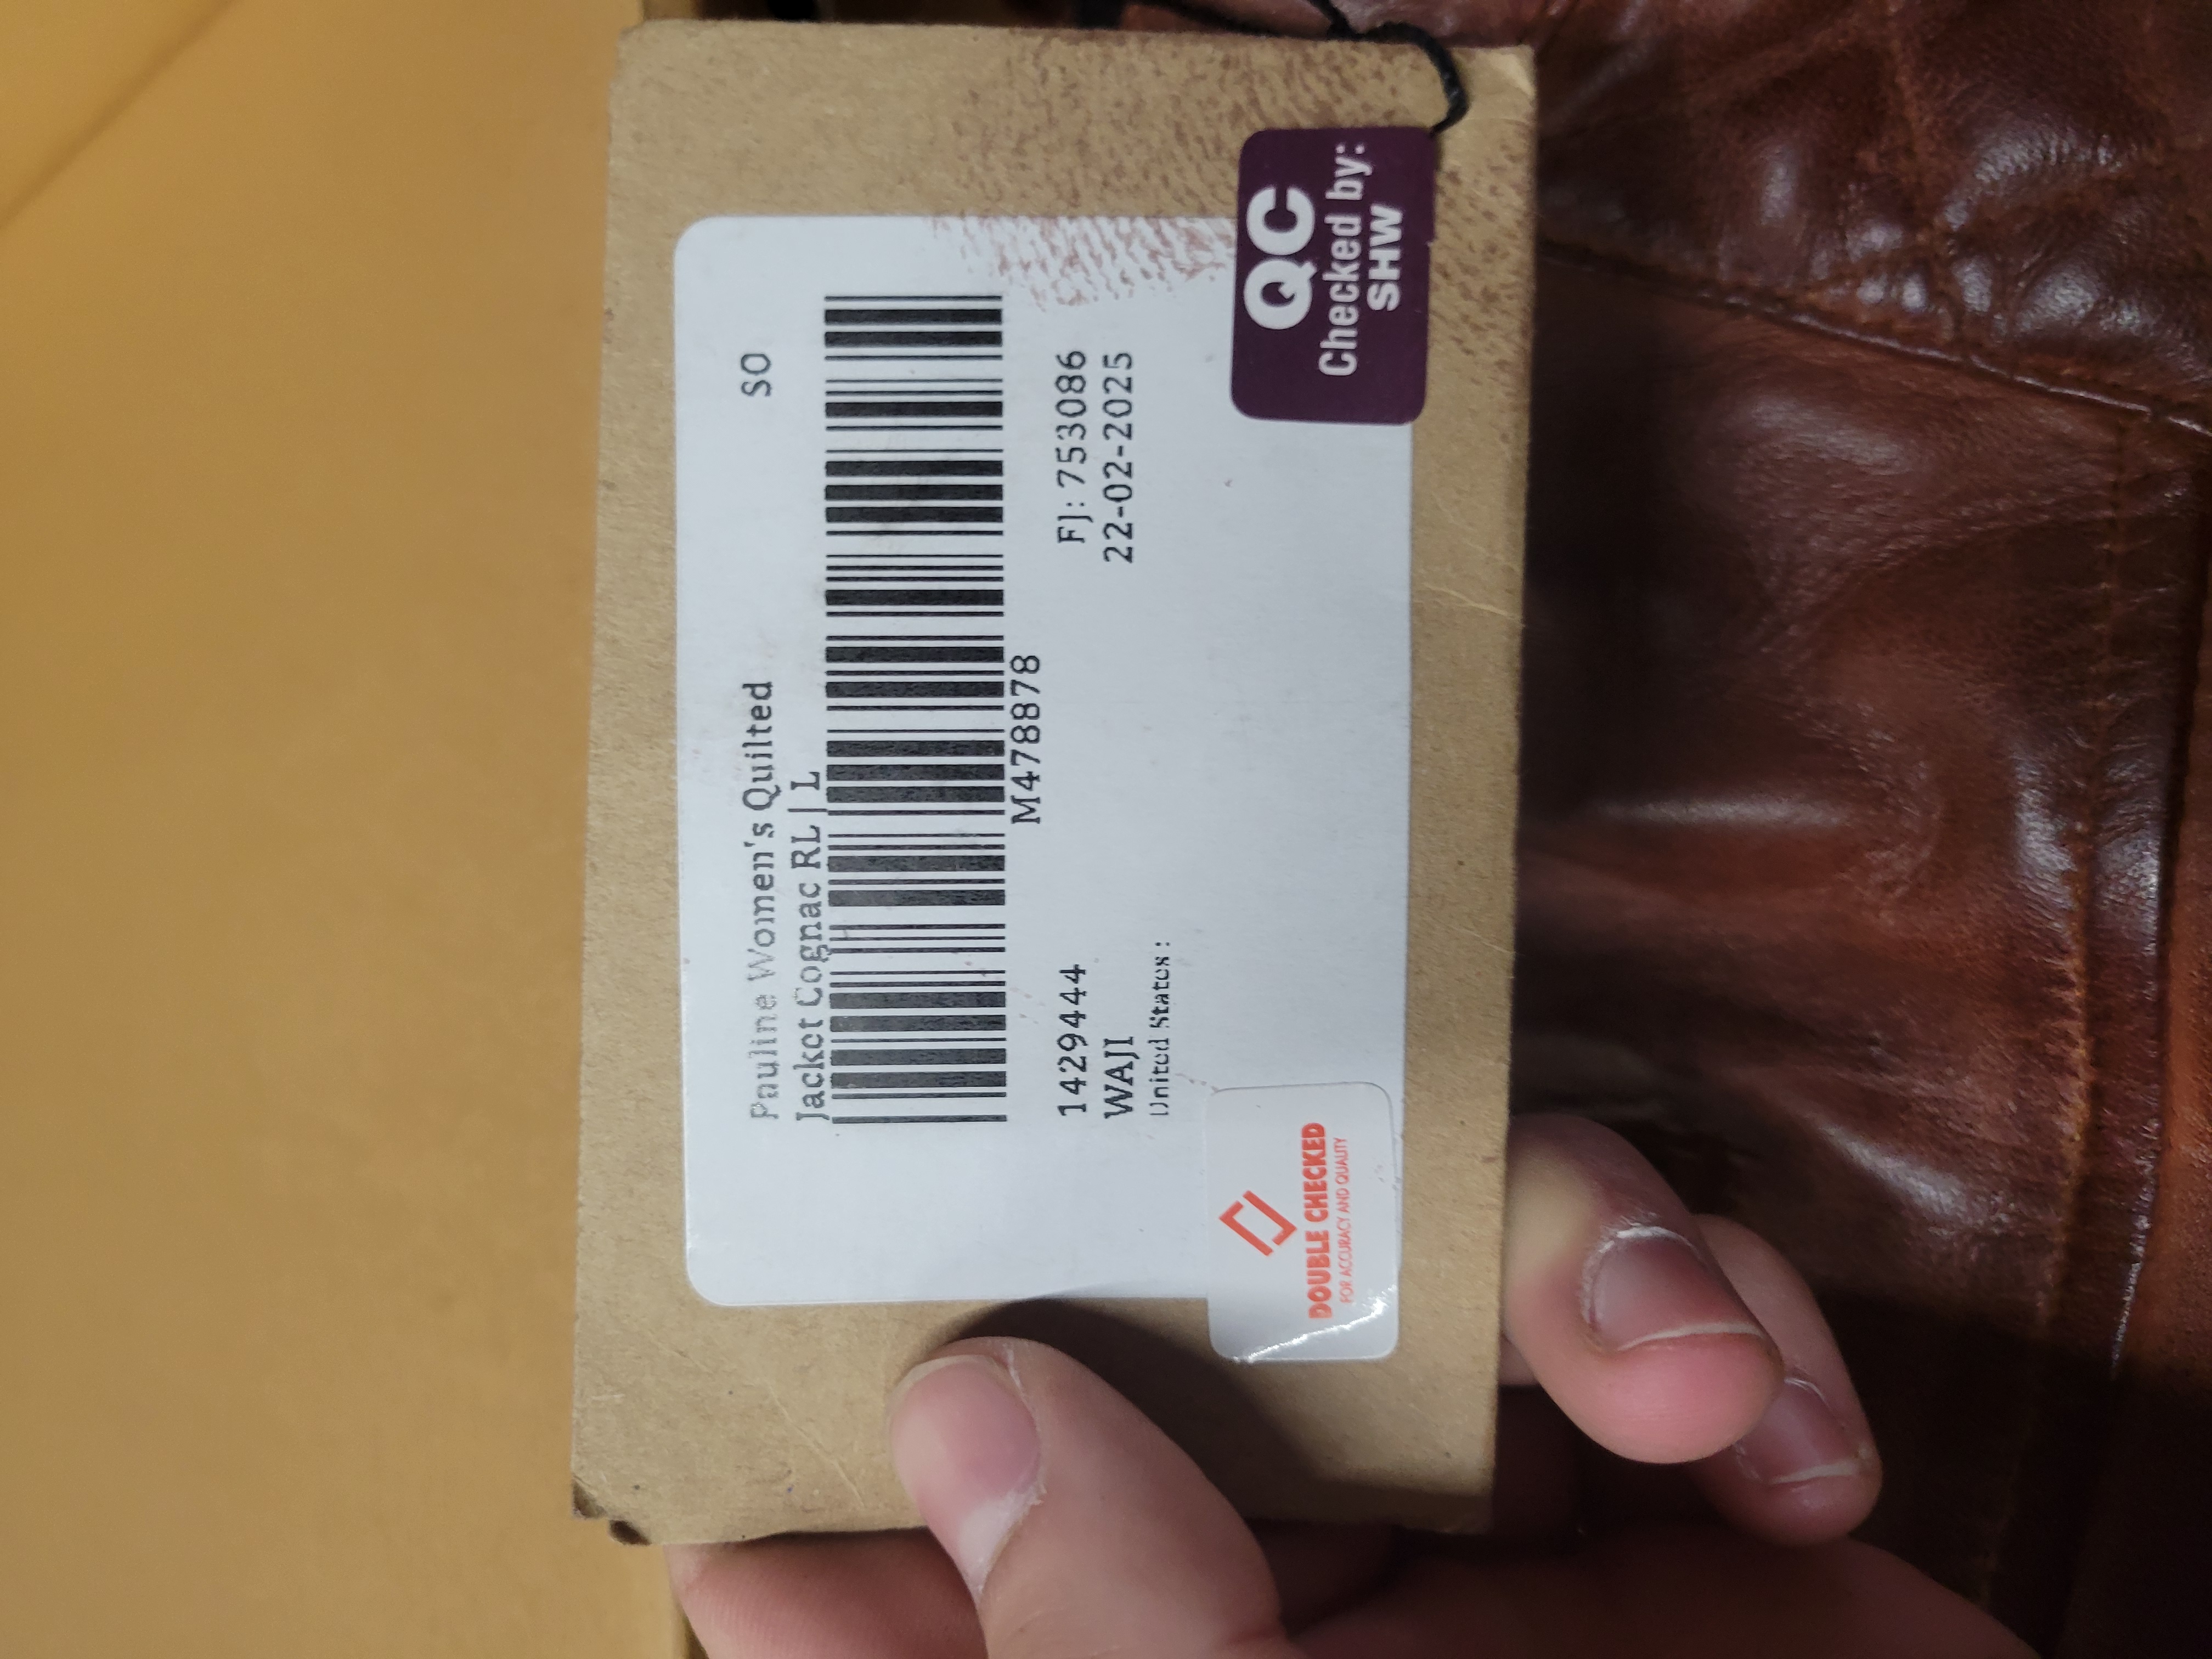 Pauline Women's Quilted
SO
Jacket Cognac RL | L
M478878
1429444
FJ: 753086
WAJI
22-02-2025
United States :
DOUBLE CHECKED
FOR ACCURACY AND QUALITY
QC
Checked by:
SHW